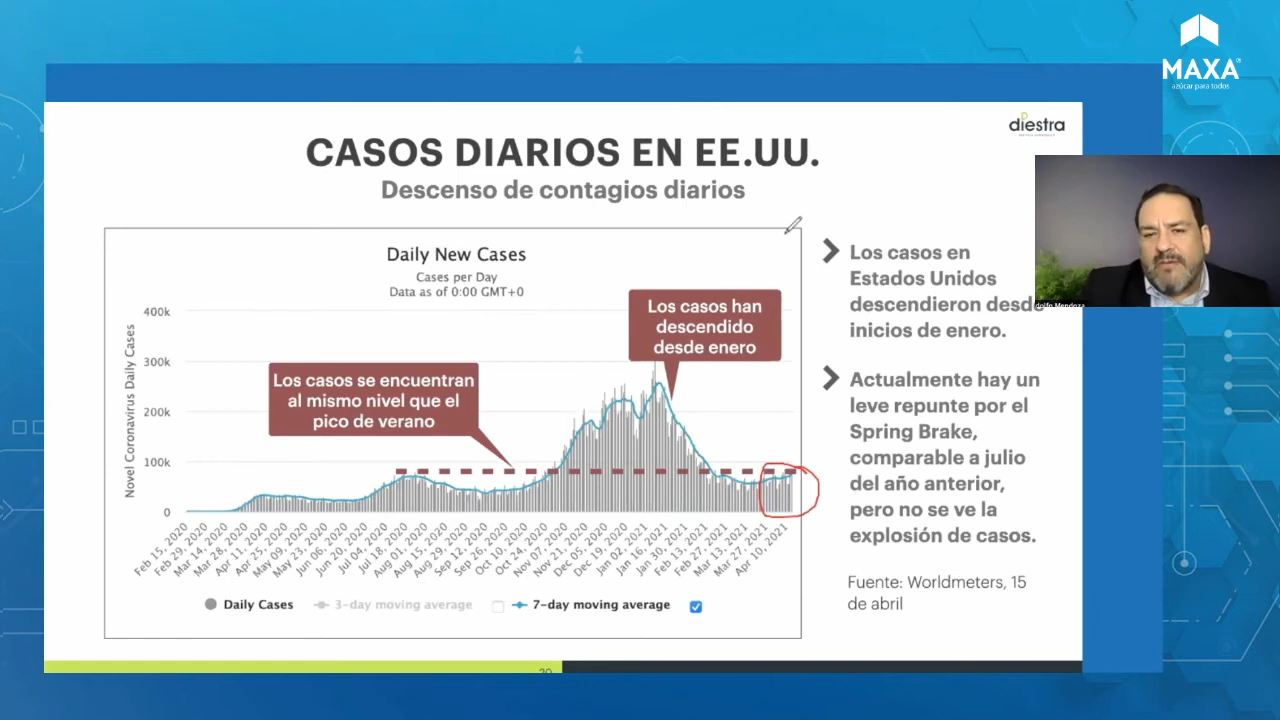 MAXA
azúcar para todos
diestra
CASOS DIARIOS EN EE.UU.
Descenso de contagios diarios
Daily New Cases
Cases per Day
Data as of 0:00 GMT+0
Novel Coronavirus Daily Cases
400k
300k
200k
100k
0
Los casos han
descendido
desde enero
Los casos se encuentran
al mismo nivel que el
pico de verano
Feb 15, 2020
Feb 29, 2020
Mar 14, 2020
Mar 28, 2020
Apr 11, 2020
Apr 25, 2020
May 09, 2020
May 23, 2020
Jun 06, 2020
Jun 20, 2020
Jul 04, 2020
Jul 18, 2020
Aug 01, 2020
Aug 15, 2020
Aug 29, 2020
Sep 12, 2020
Sep 26, 2020
Oct 10, 2020
Oct 24, 2020
Nov 07, 2020
Nov 21, 2020
Dec 05, 2020
Dec 19, 2020
Jan 02, 2021
Jan 16, 2021
Jan 30, 2021
Feb 13, 2021
Feb 27, 2021
Mar 13, 2021
Mar 27, 2021
Apr 10, 2021
Daily Cases
3-day moving average
7-day moving average
Los casos en
Estados Unidos
descendieron desde
inicios de enero.
Actualmente hay un
leve repunte por el
Spring Brake,
comparable a julio
del año anterior,
pero no se ve la
explosión de casos.
Fuente: Worldmeters, 15
de abril
dolfo Mendoza